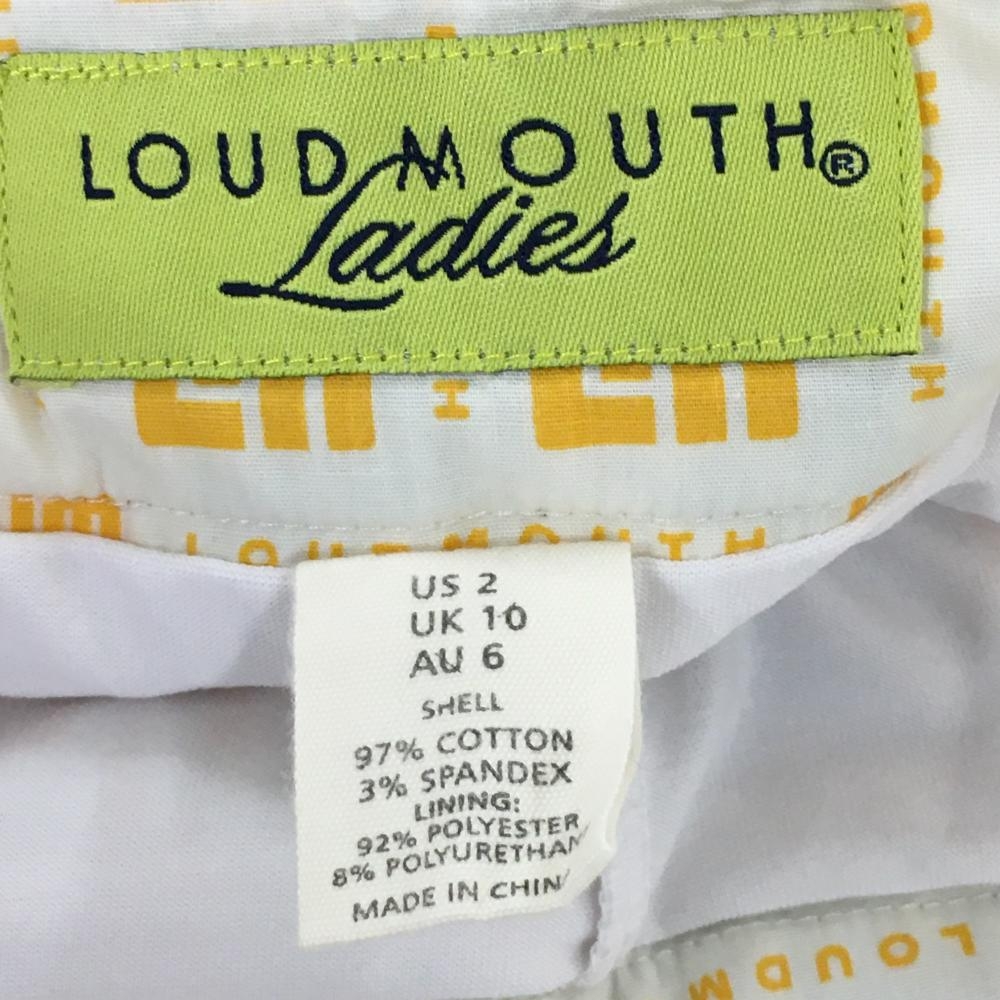 LOUDMOUTH®
Ladies
LOUDMOUTH
US 2
UK 10
AU 6
SHELL
97% COTTON
3% SPANDEX
LINING:
92% POLYESTER
8% POLYURETHAN
MADE IN CHIN
LOUDM